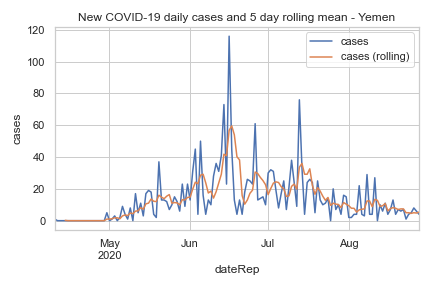 New COVID-19 daily cases and 5 day rolling mean - Yemen
cases
cases (rolling)
120
100
80
60
40
20
0
cases
May
2020
Jun
Jul
Aug
dateRep